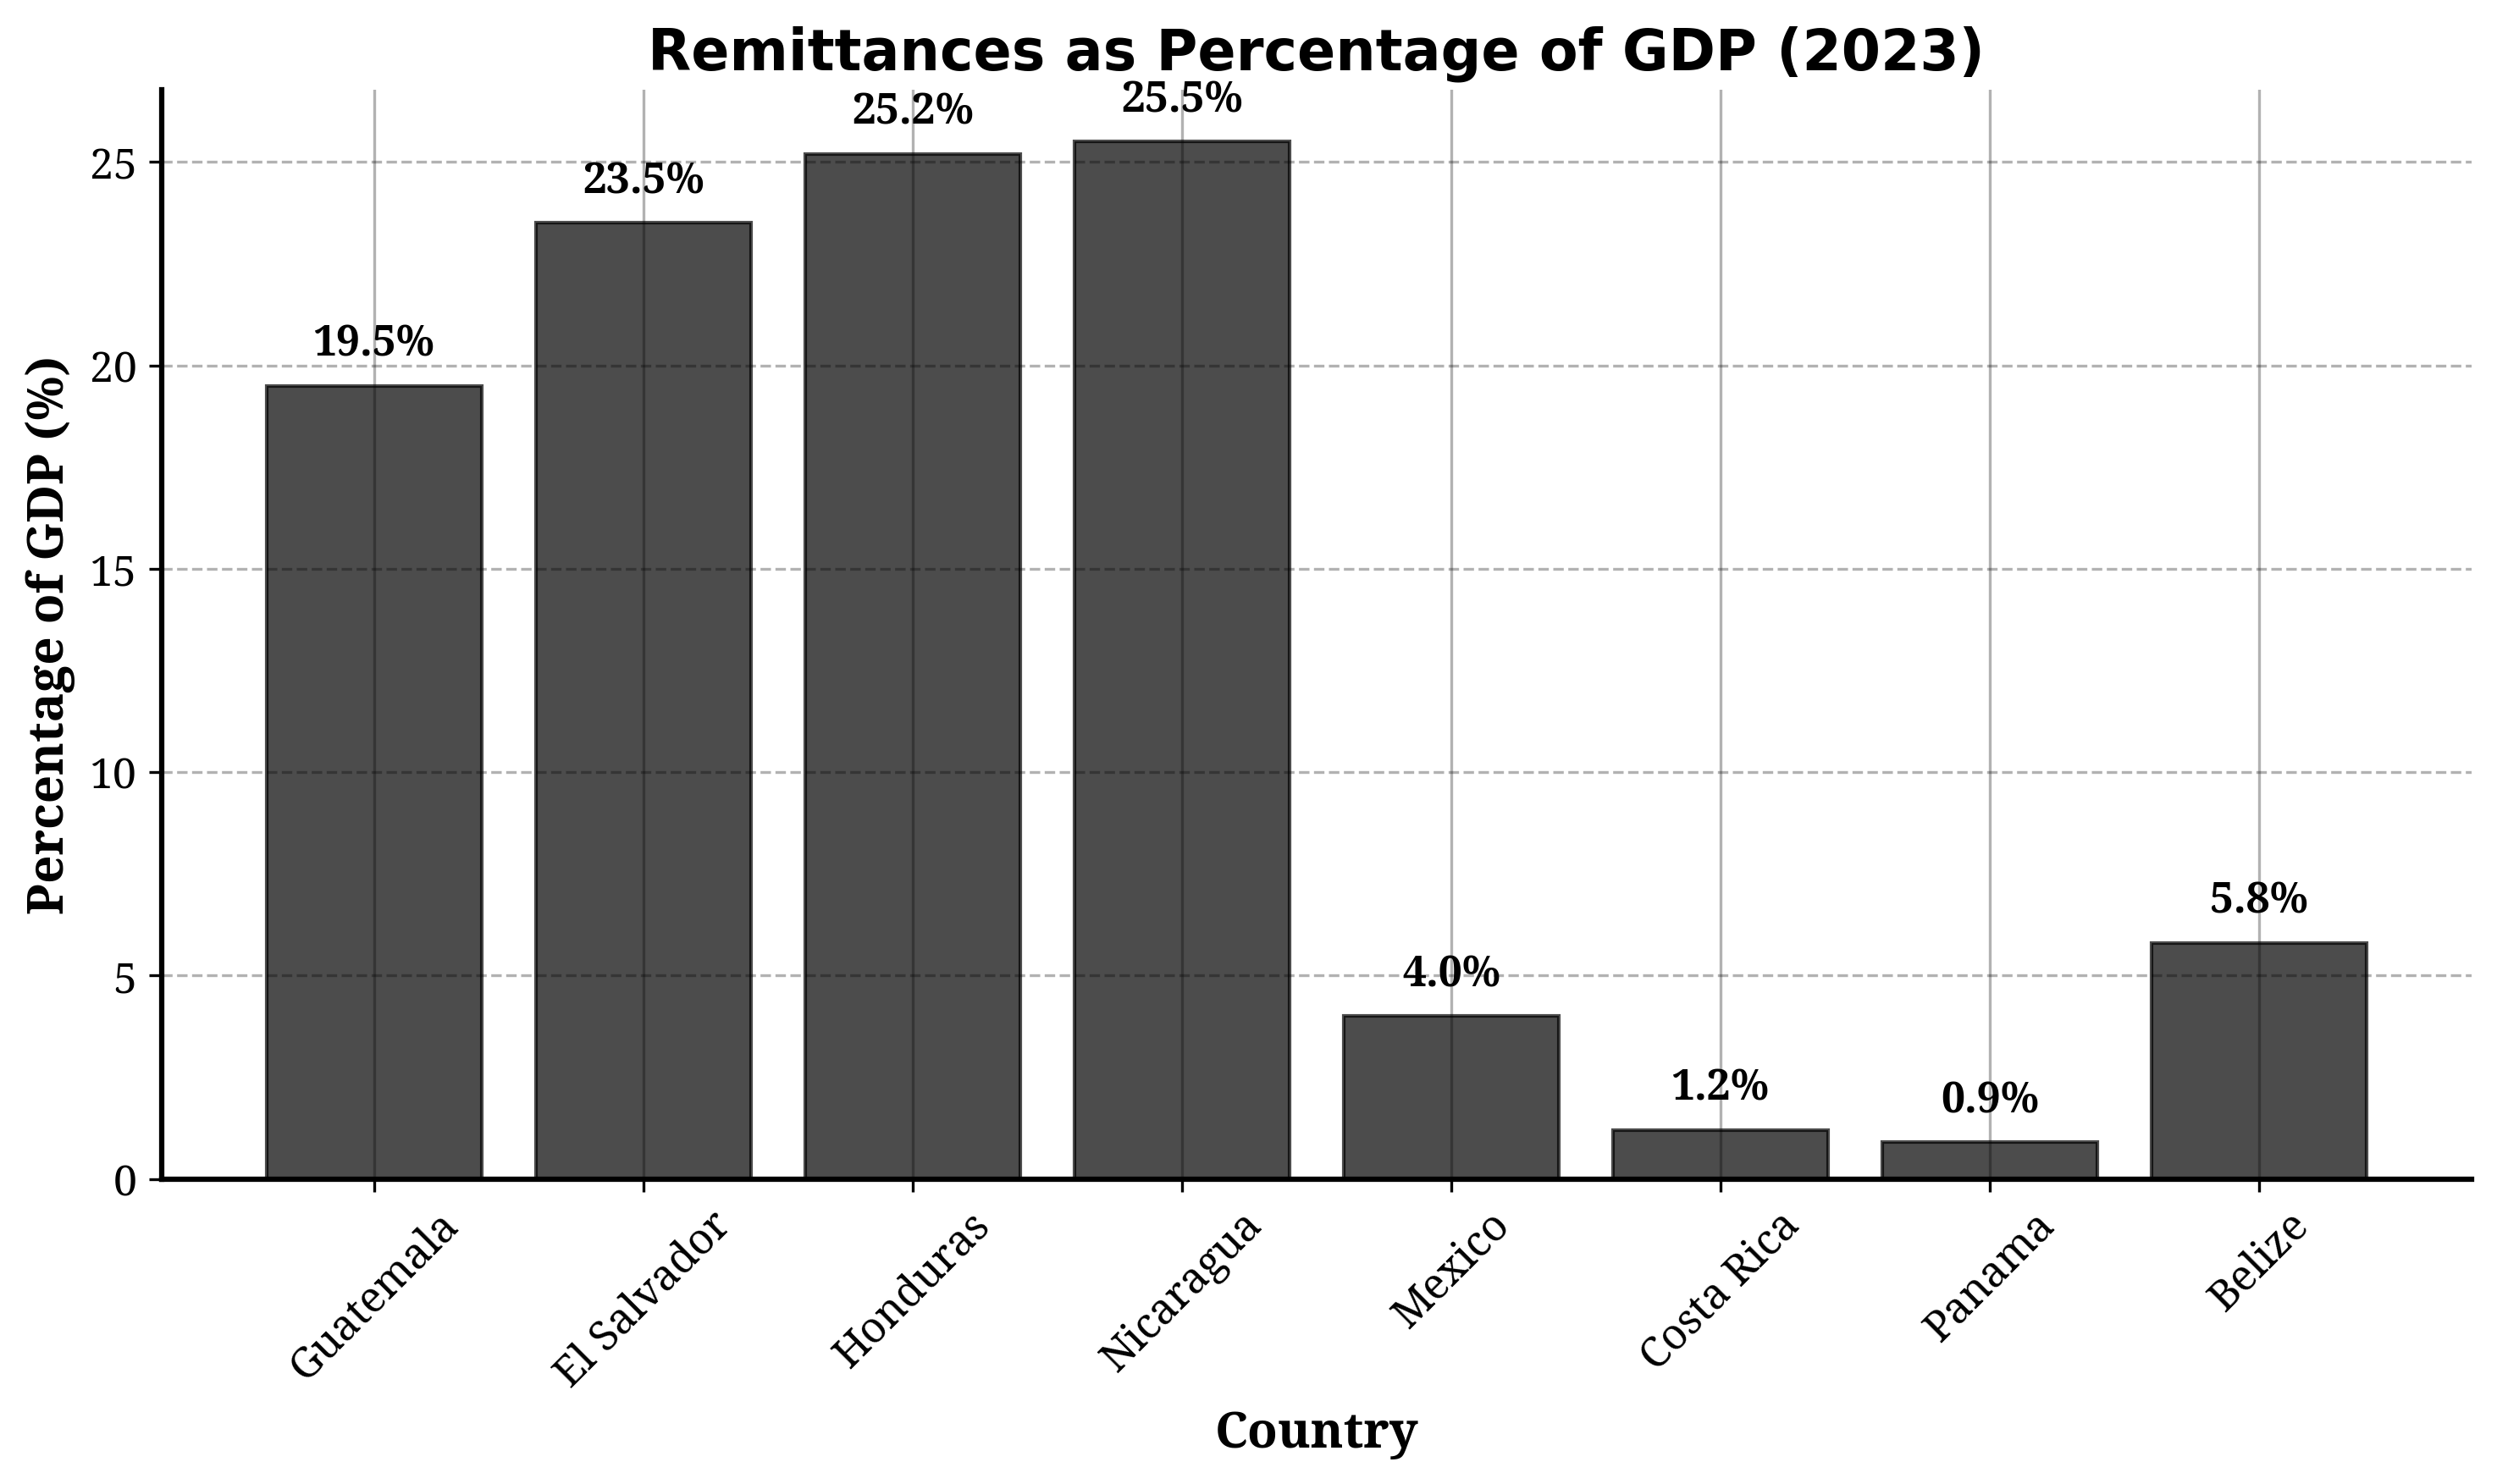 Remittances as Percentage of GDP (2023)
Percentage of GDP (%)
25
20
15
10
5
0
19.5%
23.5%
25.2%
25.5%
4.0%
1.2%
0.9%
5.8%
Guatemala
El Salvador
Honduras
Nicaragua
Mexico
Costa Rica
Panama
Belize
Country